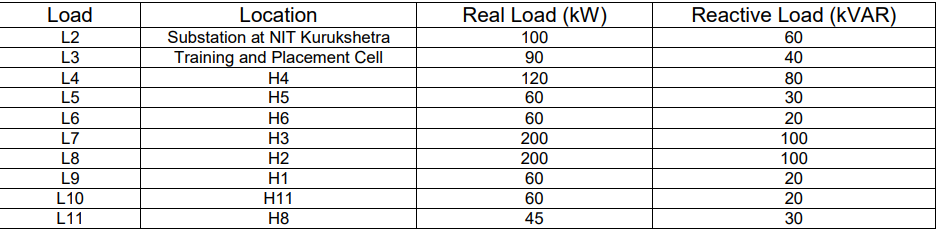 Load Location Real Load (kW) Reactive Load (kVAR)
L2 Substation at NIT Kurukshetra 100 60
L3 Training and Placement Cell 90 40
L4 H4 120 80
L5 H5 60 30
L6 H6 60 20
L7 H3 200 100
L8 H2 200 100
L9 H1 60 20
L10 H11 60 20
L11 H8 45 30